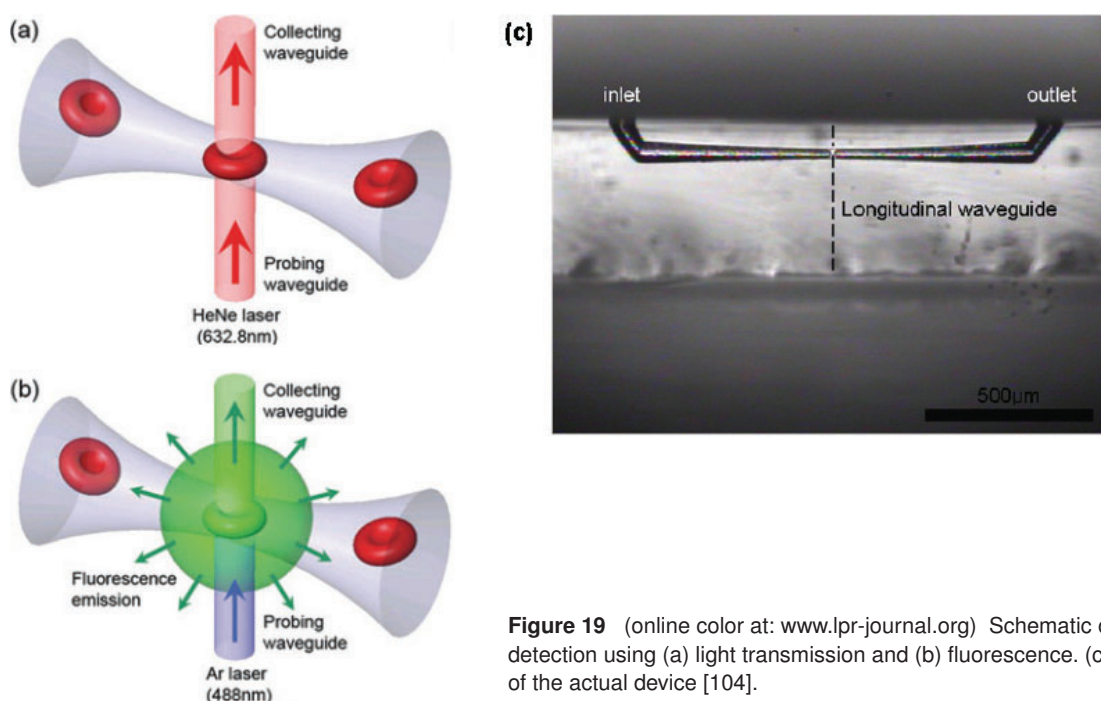 (a)
Collecting
waveguide
Probing
waveguide
HeNe laser
(632.8nm)
(b)
Collecting
waveguide
Fluorescence
emission
Probing
waveguide
Ar laser
(488nm)
(c)
inlet
outlet
Longitudinal waveguide
500μm
Figure 19 (online color at: www.lpr-journal.org) Schematic
detection using (a) light transmission and (b) fluorescence.
of the actual device [104].